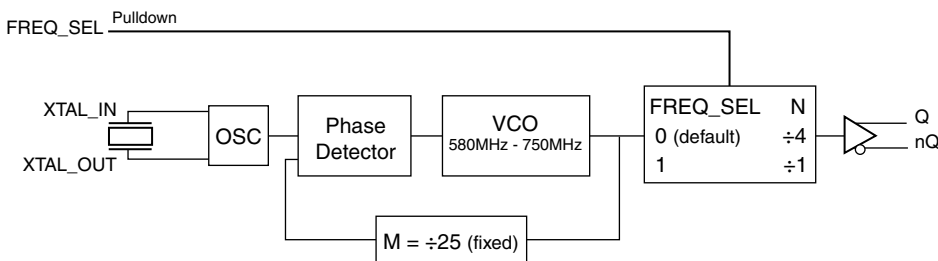 FREQ_SEL Pulldown
XTAL_IN
XTAL_OUT
OSC
Phase
Detector
VCO
580MHz - 750MHz
FREQ_SEL N
0 (default) ÷4
1 ÷1
Q
nQ
M = ÷25 (fixed)